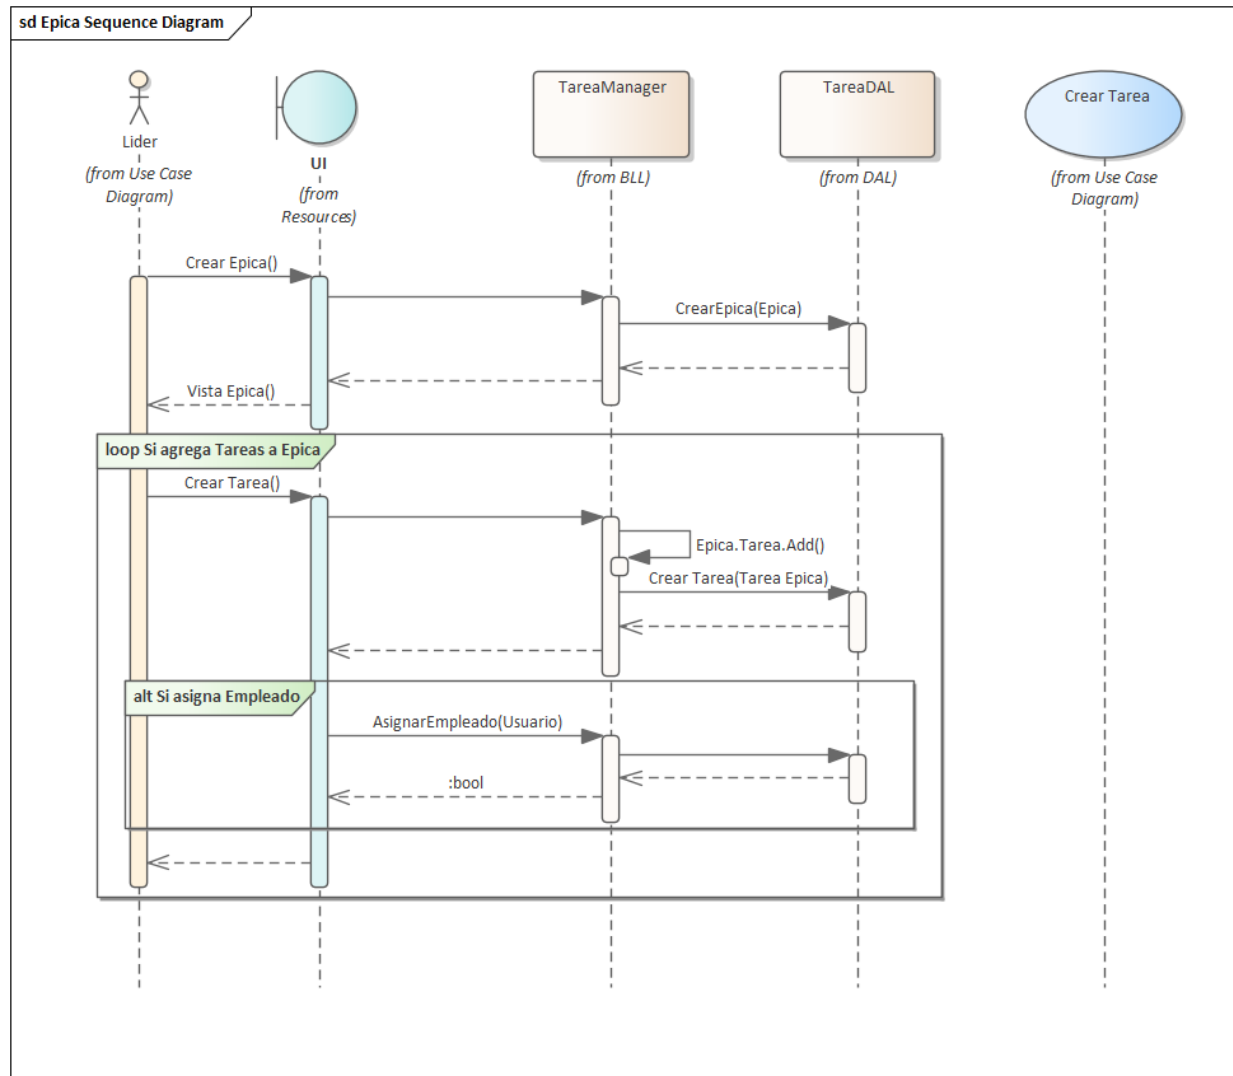 sd Epica Sequence Diagram
Lider
(from Use Case
Diagram)
UI
(from
Resources)
TareaManager
(from BLL)
TareaDAL
(from DAL)
Crear Tarea
(from Use Case
Diagram)
Crear Epica()
CrearEpica(Epica)
Vista Epica()
loop Si agrega Tareas a Epica
Crear Tarea()
Epica.Tarea.Add()
Crear Tarea(Tarea Epica)
alt Si asigna Empleado
AsignarEmpleado(Usuario)
:bool